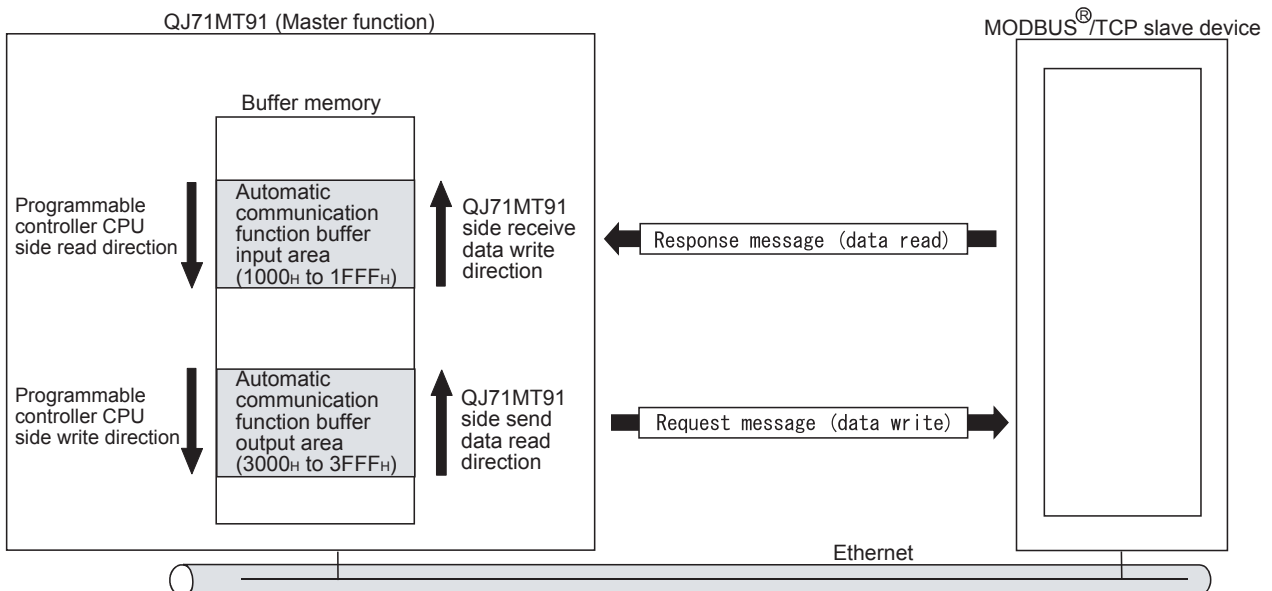 QJ71MT91 (Master function)
MODBUS®/TCP slave device
Buffer memory
Programmable
controller CPU
side read direction
Automatic
communication
function buffer
input area
(1000H to 1FFFH)
QJ71MT91
side receive
data write
direction
Response message (data read)
Programmable
controller CPU
side write direction
Automatic
communication
function buffer
output area
(3000H to 3FFFH)
QJ71MT91
side send
data read
direction
Request message (data write)
Ethernet